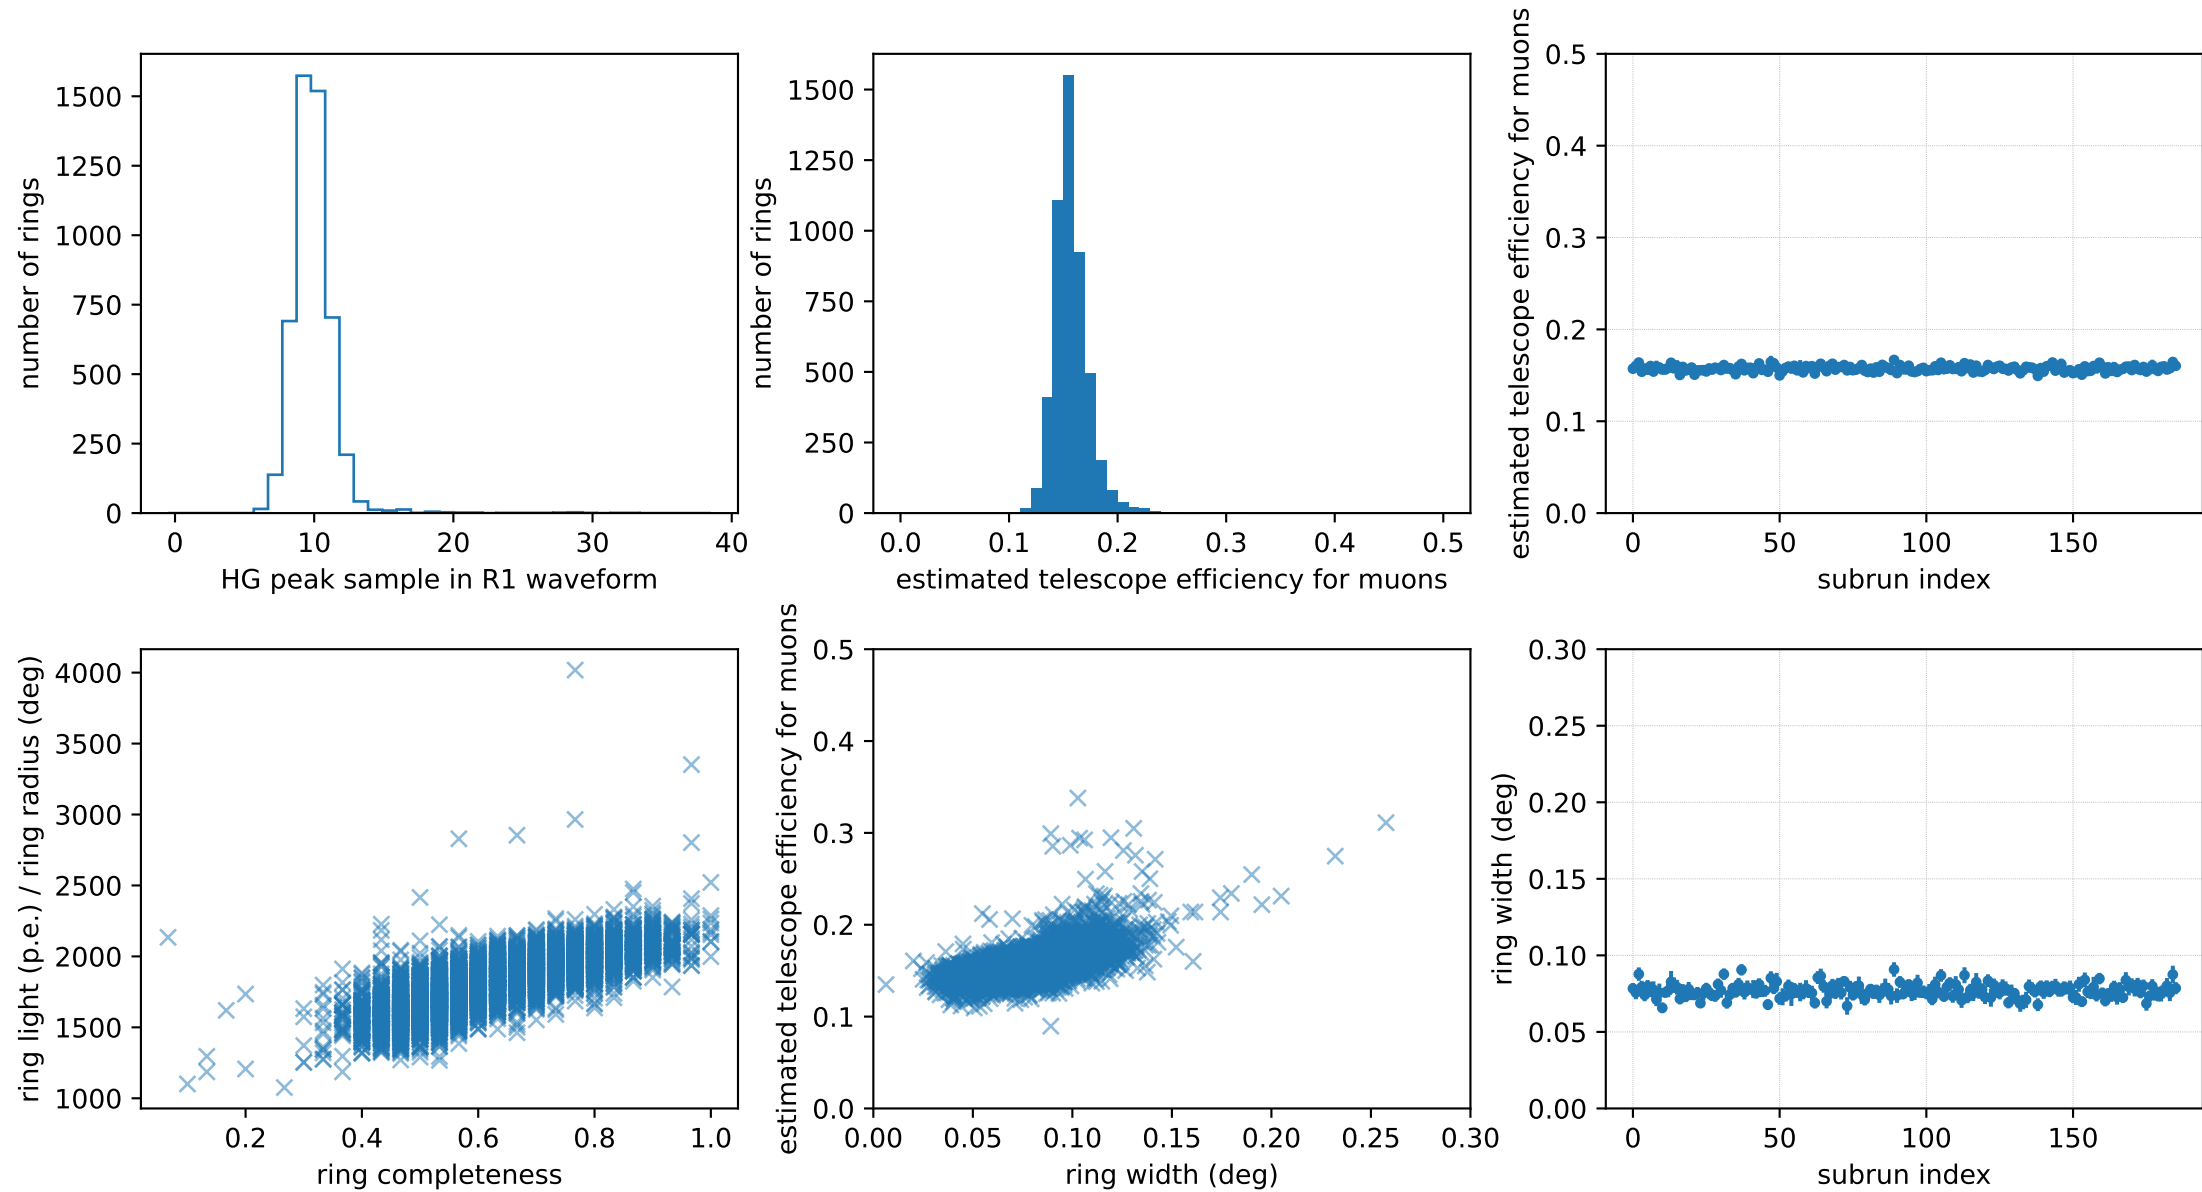 number of rings
1500
1250
1000
750
500
250
0
0 10 20 30 40
HG peak sample in R1 waveform
number of rings
1500
1250
1000
750
500
250
0
0.0 0.1 0.2 0.3 0.4 0.5
estimated telescope efficiency for muons
estimated telescope efficiency for muons
0.5
0.4
0.3
0.2
0.1
0.0
0 50 100 150
subrun index
ring light (p.e.) / ring radius (deg)
4000
3500
3000
2500
2000
1500
1000
0.2 0.4 0.6 0.8 1.0
ring completeness
estimated telescope efficiency for muons
0.5
0.4
0.3
0.2
0.1
0.0
0.00 0.05 0.10 0.15 0.20 0.25 0.30
ring width (deg)
ring width (deg)
0.30
0.25
0.20
0.15
0.10
0.05
0.00
0 50 100 150
subrun index